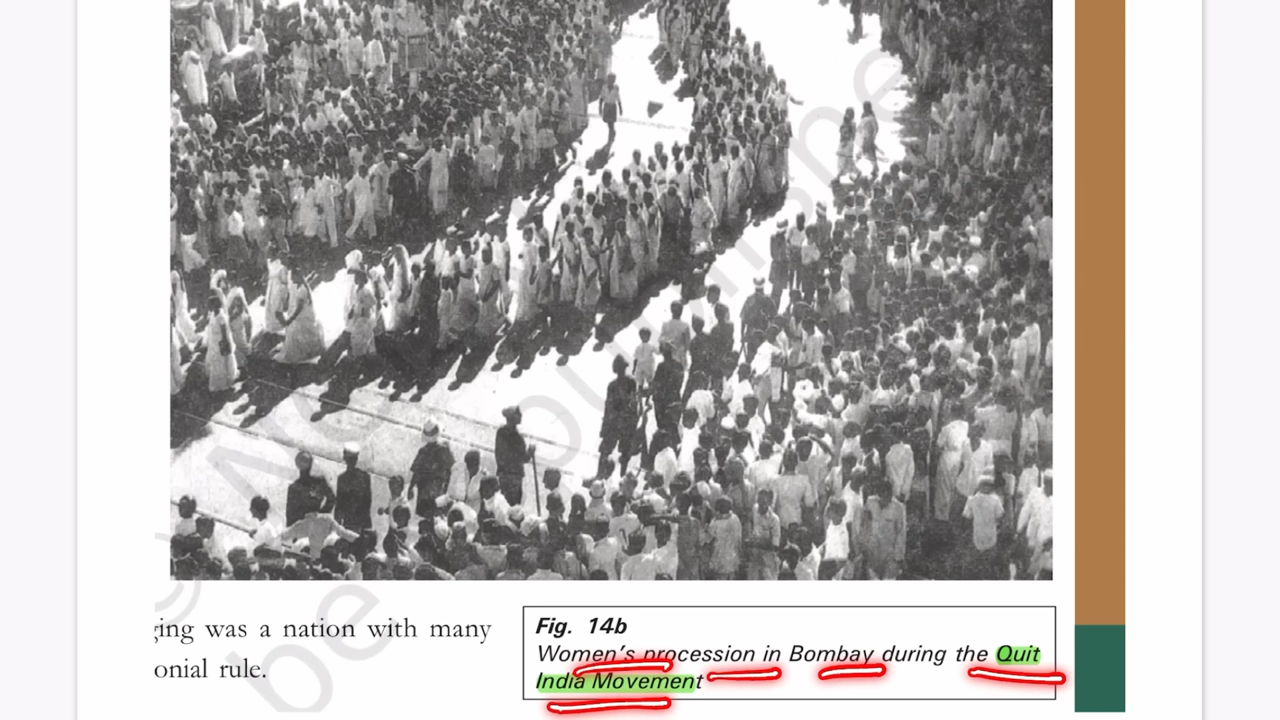 ging was a nation with many
onial rule.
Fig. 14b
Women's procession in Bombay during the Quit
India Movement